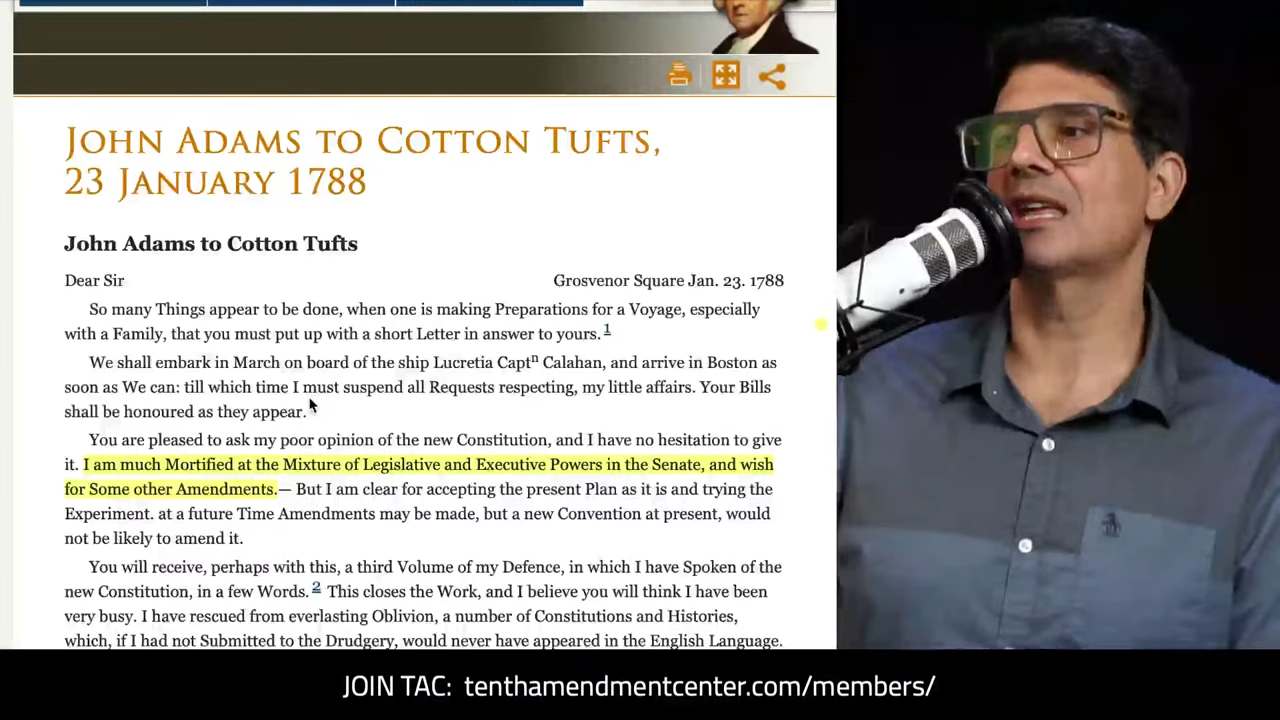 JOHN ADAMS TO COTTON TUFTS,
23 JANUARY 1788
John Adams to Cotton Tufts
Dear Sir Grosvenor Square Jan. 23. 1788
So many Things appear to be done, when one is making Preparations for a Voyage, especially
with a Family, that you must put up with a short Letter in answer to yours.1
We shall embark in March on board of the ship Lucretia Captn Calahan, and arrive in Boston as
soon as We can: till which time I must suspend all Requests respecting, my little affairs. Your Bills
shall be honoured as they appear.
You are pleased to ask my poor opinion of the new Constitution, and I have no hesitation to give
it. I am much Mortified at the Mixture of Legislative and Executive Powers in the Senate, and wish
for Some other Amendments.— But I am clear for accepting the present Plan as it is and trying the
Experiment. at a future Time Amendments may be made, but a new Convention at present, would
not be likely to amend it.
You will receive, perhaps with this, a third Volume of my Defence, in which I have Spoken of the
new Constitution, in a few Words.2 This closes the Work, and I believe you will think I have been
very busy. I have rescued from everlasting Oblivion, a number of Constitutions and Histories,
which, if I had not Submitted to the Drudgery, would never have appeared in the English Language.
JOIN TAC: tenthamendmentcenter.com/members/